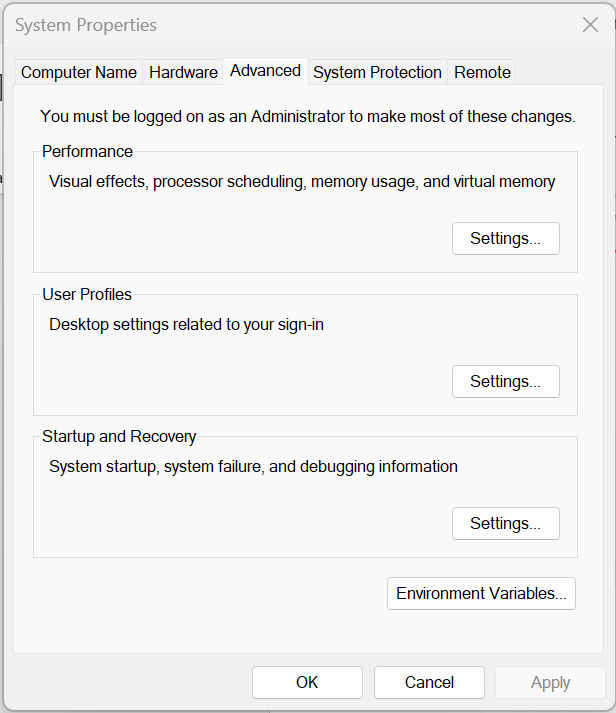 System Properties
Computer Name Hardware Advanced System Protection Remote
You must be logged on as an Administrator to make most of these changes.
Performance
Visual effects, processor scheduling, memory usage, and virtual memory
Settings...
User Profiles
Desktop settings related to your sign-in
Settings...
Startup and Recovery
System startup, system failure, and debugging information
Settings...
Environment Variables...
OK Cancel Apply